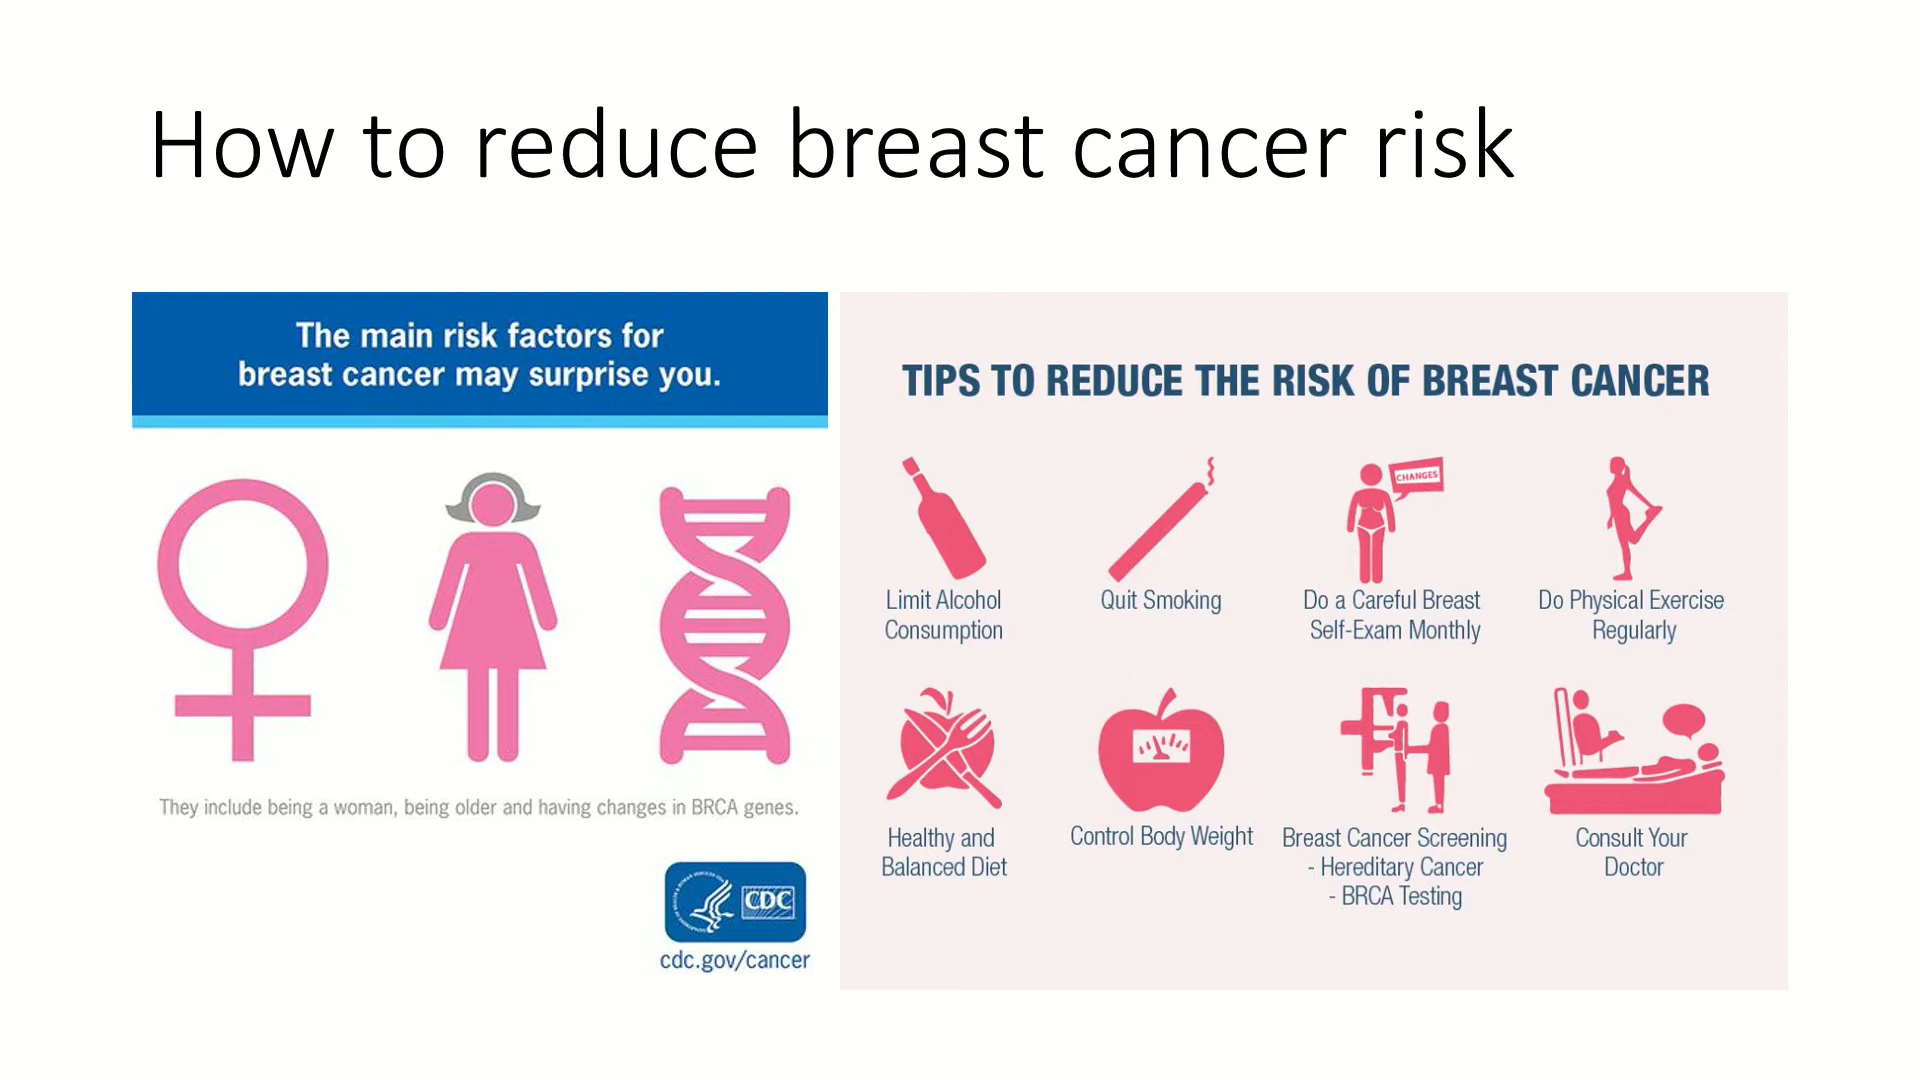 How to reduce breast cancer risk
The main risk factors for
breast cancer may surprise you.
They include being a woman, being older and having changes in BRCA genes.
CDC
cdc.gov/cancer
TIPS TO REDUCE THE RISK OF BREAST CANCER
CHANGES
Limit Alcohol
Consumption
Quit Smoking
Do a Careful Breast
Self-Exam Monthly
Do Physical Exercise
Regularly
Healthy and
Balanced Diet
Control Body Weight
Breast Cancer Screening
- Hereditary Cancer
- BRCA Testing
Consult Your
Doctor